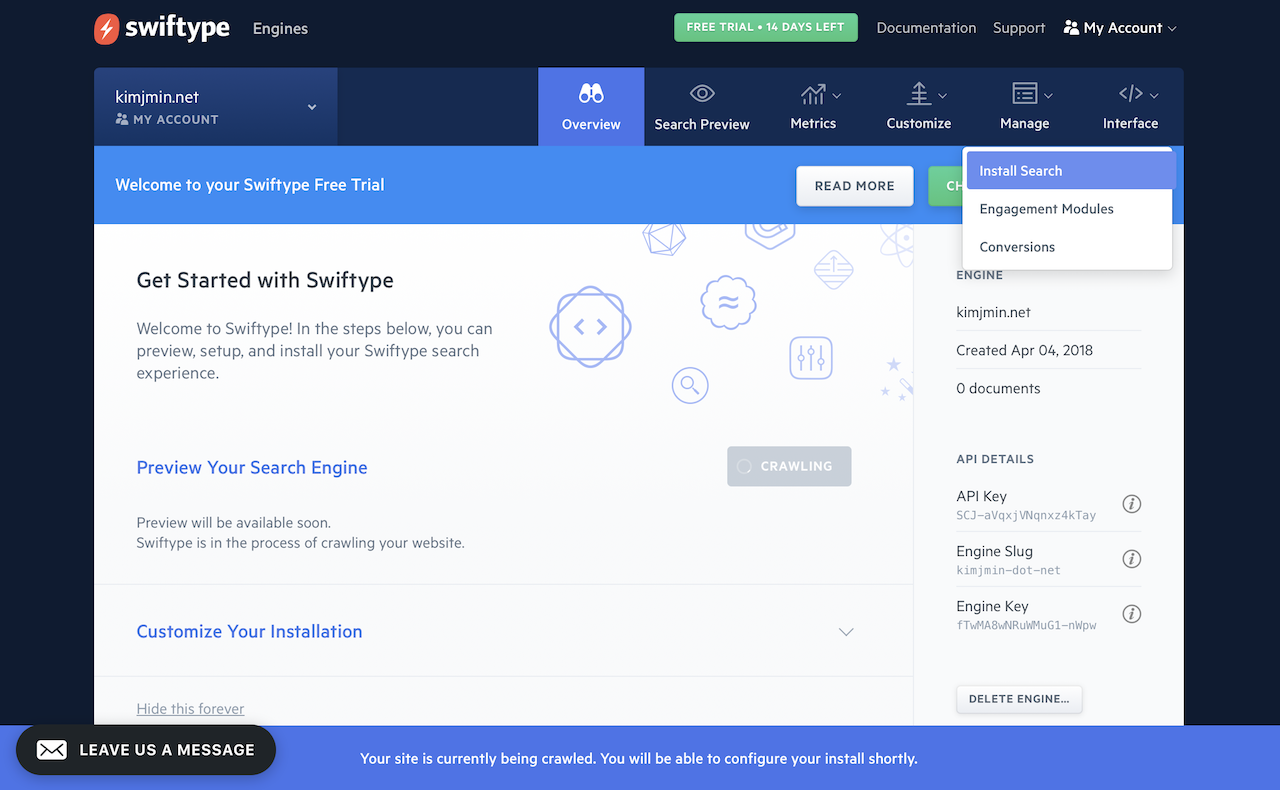 swiftype
Engines
FREE TRIAL • 14 DAYS LEFT
Documentation
Support
My Account
kimjmin.net
MY ACCOUNT
Overview
Search Preview
Metrics
Customize
Manage
Interface
Welcome to your Swiftype Free Trial
READ MORE
CH
Install Search
Engagement Modules
Conversions
Get Started with Swiftype
Welcome to Swiftype! In the steps below, you can
preview, setup, and install your Swiftype search
experience.
Preview Your Search Engine
CRAWLING
Preview will be available soon.
Swiftype is in the process of crawling your website.
Customize Your Installation
Hide this forever
ENGINE
kimjmin.net
Created Apr 04, 2018
0 documents
API DETAILS
API Key
SCJ-aVqxjVNqnxz4kTay
Engine Slug
kimjmin-dot-net
Engine Key
fTwMA8wNRuWMuG1-nWpw
DELETE ENGINE...
LEAVE US A MESSAGE
Your site is currently being crawled. You will be able to configure your install shortly.